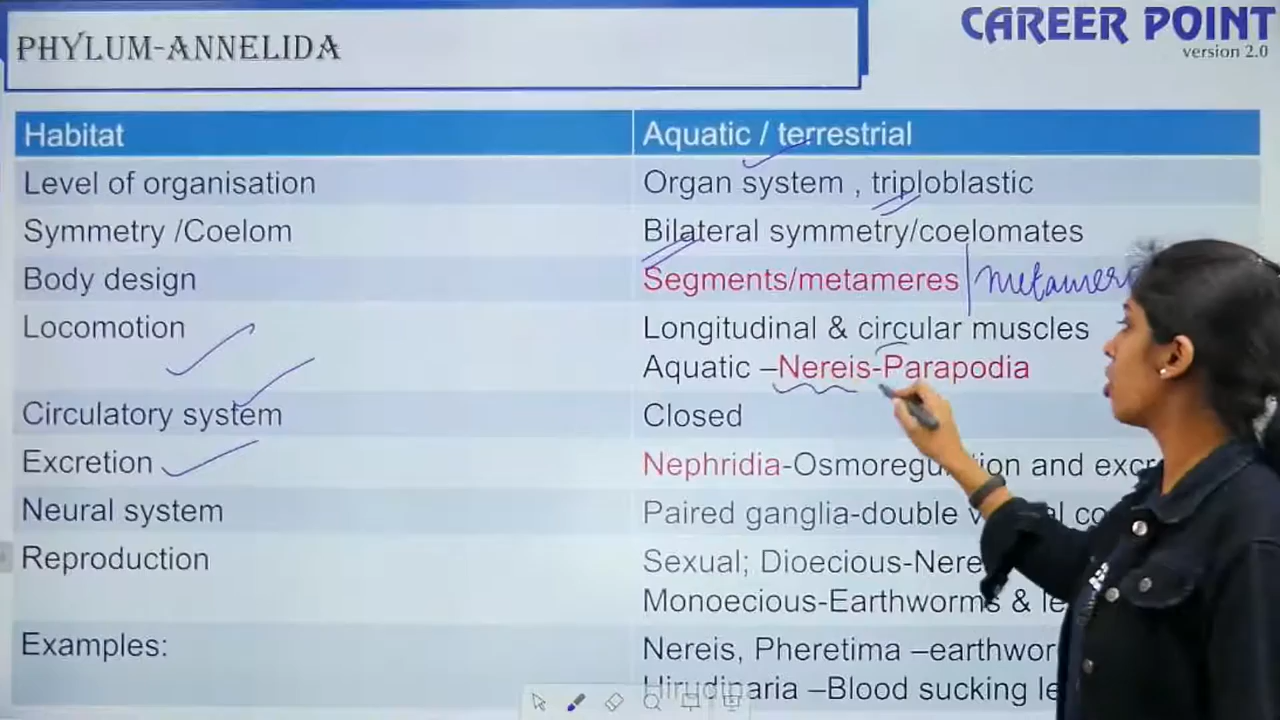 PHYLUM-ANNELIDA
CAREER POINT
version 2.0
Habitat Aquatic / terrestrial
Level of organisation Organ system , triploblastic
Symmetry /Coelom Bilateral symmetry/coelomates
Body design Segments/metameres
Locomotion Longitudinal & circular muscles
Aquatic –Nereis-Parapodia
Circulatory system Closed
Excretion Nephridia-Osmoregu ion and
Neural system Paired ganglia-double
Reproduction Sexual; Dioecious-Nere
Monoecious-Earthworms &
Examples: Nereis, Pheretima –earthwor
Hirudinaria –Blood sucking